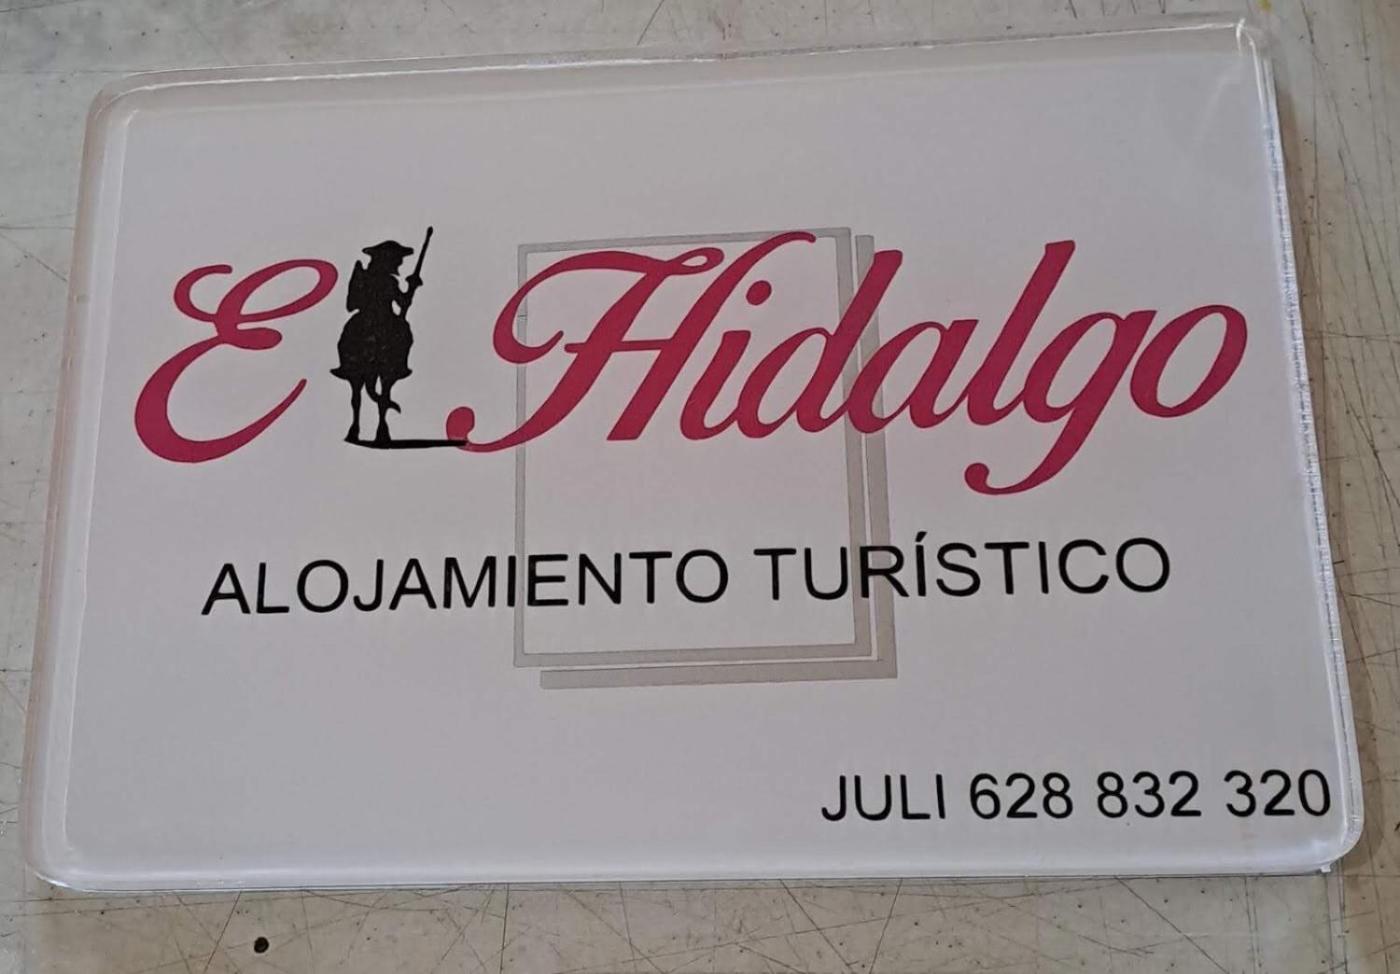 El Hidalgo
ALOJAMIENTO TURÍSTICO
JULI 628 832 320